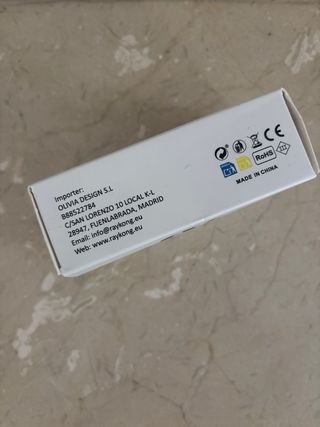 Importer:
OLIVIA DESIGN S.L
B88522784
C/SAN LORENZO 10 LOCAL K-L
28947, FUENLABRADA, MADRID
Email: info@raykong.eu
Web: www.raykong.eu
CE
RoHS
MADE IN CHINA